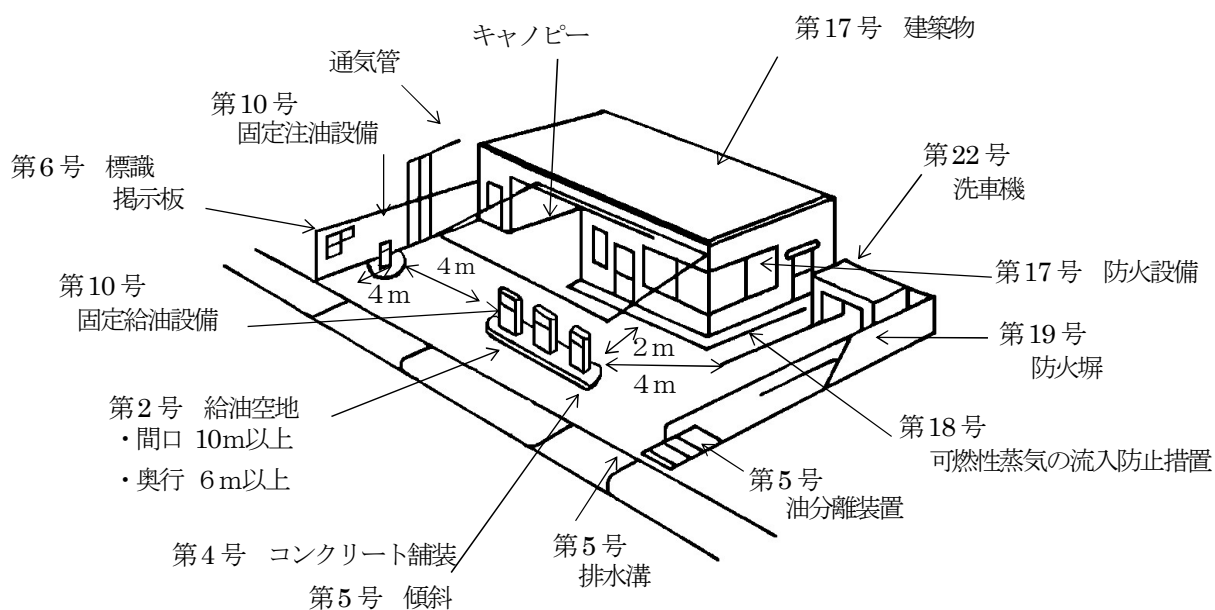 キャノピー
第17号 建築物
通気管
第10号
固定注油設備
第6号 標識
掲示板
第22号
洗車機
4m
4m
第10号
固定給油設備
2m
4m
第17号 防火設備
第19号
防火塀
第2号 給油空地
・間口 10m以上
・奥行 6m以上
第18号
可燃性蒸気の流入防止措置
第5号
油分離装置
第5号
排水溝
第4号 コンクリート舗装
第5号 傾斜